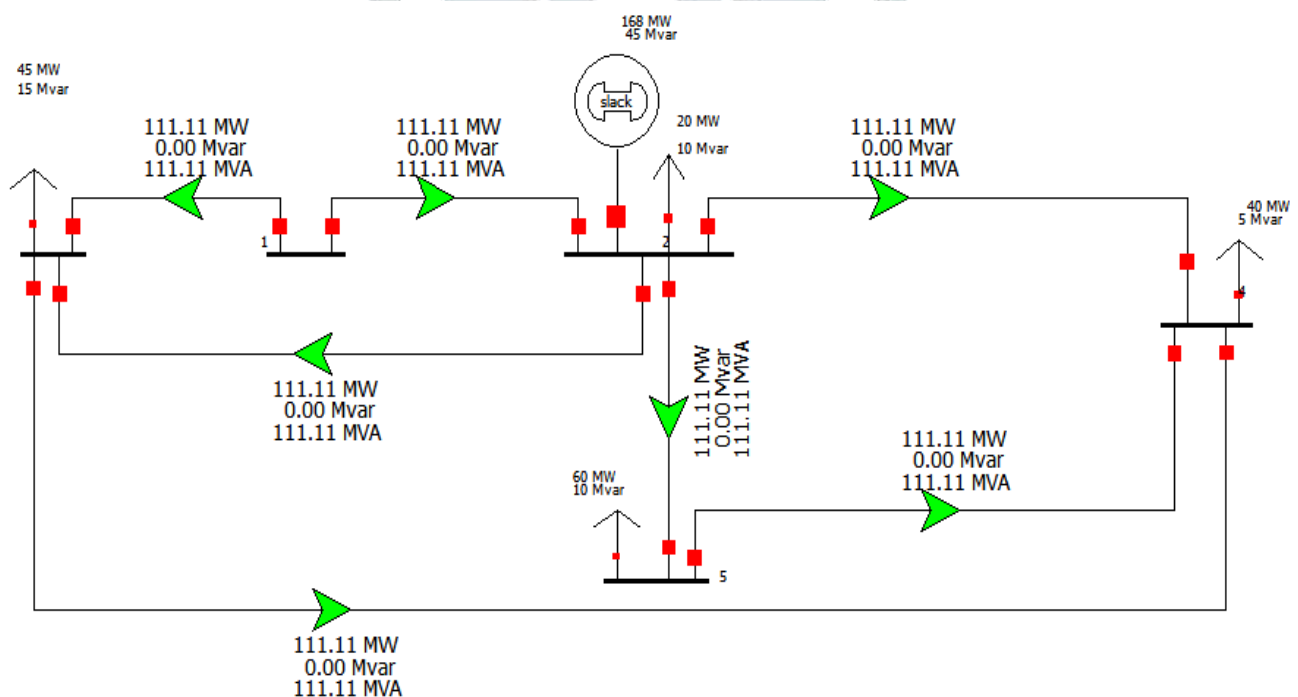 168 MW
45 Mvar
45 MW
15 Mvar
slack
111.11 MW
0.00 Mvar
111.11 MVA
111.11 MW
0.00 Mvar
111.11 MVA
20 MW
10 Mvar
111.11 MW
0.00 Mvar
111.11 MVA
1
2
40 MW
5 Mvar
4
111.11 MW
0.00 Mvar
111.11 MVA
111.11 MW
0.00 Mvar
111.11 MVA
60 MW
10 Mvar
111.11 MW
0.00 Mvar
111.11 MVA
5
111.11 MW
0.00 Mvar
111.11 MVA